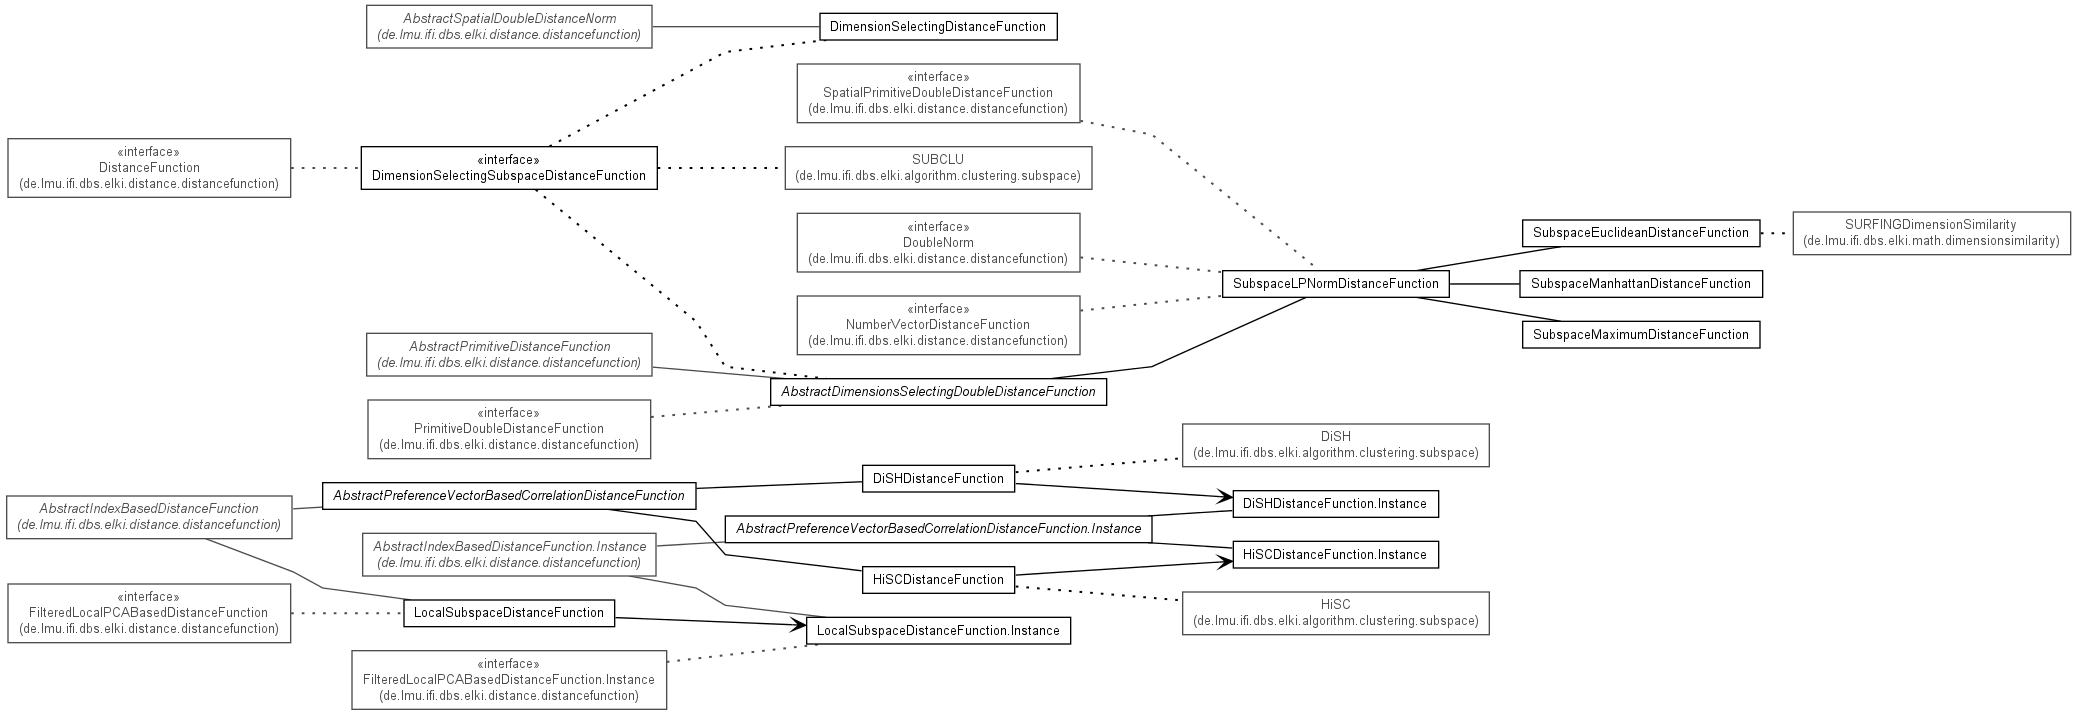 AbstractSpatialDoubleDistanceNorm
(de.lmu.ifi.dbs.elki.distance.distancefunction)
DimensionSelectingDistanceFunction
«interface»
SpatialPrimitiveDoubleDistanceFunction
(de.lmu.ifi.dbs.elki.distance.distancefunction)
«interface»
DistanceFunction
(de.lmu.ifi.dbs.elki.distance.distancefunction)
«interface»
DimensionSelectingSubspaceDistanceFunction
SUBCLU
(de.lmu.ifi.dbs.elki.algorithm.clustering.subspace)
«interface»
DoubleNorm
(de.lmu.ifi.dbs.elki.distance.distancefunction)
SubspaceEuclideanDistanceFunction
SURFINGDimensionSimilarity
(de.lmu.ifi.dbs.elki.math.dimensionsimilarity)
SubspaceLPNormDistanceFunction
SubspaceManhattanDistanceFunction
«interface»
NumberVectorDistanceFunction
(de.lmu.ifi.dbs.elki.distance.distancefunction)
SubspaceMaximumDistanceFunction
AbstractPrimitiveDistanceFunction
(de.lmu.ifi.dbs.elki.distance.distancefunction)
AbstractDimensionsSelectingDoubleDistanceFunction
«interface»
PrimitiveDoubleDistanceFunction
(de.lmu.ifi.dbs.elki.distance.distancefunction)
DiSH
(de.lmu.ifi.dbs.elki.algorithm.clustering.subspace)
DiSHDistanceFunction
AbstractIndexBasedDistanceFunction
(de.lmu.ifi.dbs.elki.distance.distancefunction)
AbstractPreferenceVectorBasedCorrelationDistanceFunction
DiSHDistanceFunction.Instance
AbstractPreferenceVectorBasedCorrelationDistanceFunction.Instance
AbstractIndexBasedDistanceFunction.Instance
(de.lmu.ifi.dbs.elki.distance.distancefunction)
HiSCDistanceFunction.Instance
HiSCDistanceFunction
«interface»
FilteredLocalPCABasedDistanceFunction
(de.lmu.ifi.dbs.elki.distance.distancefunction)
LocalSubspaceDistanceFunction
HiSC
(de.lmu.ifi.dbs.elki.algorithm.clustering.subspace)
LocalSubspaceDistanceFunction.Instance
«interface»
FilteredLocalPCABasedDistanceFunction.Instance
(de.lmu.ifi.dbs.elki.distance.distancefunction)